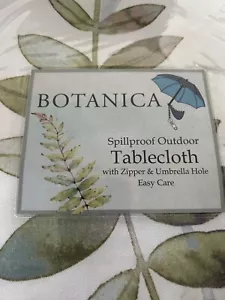 BOTANICA
Spillproof Outdoor
Tablecloth
with Zipper & Umbrella Hole
Easy Care